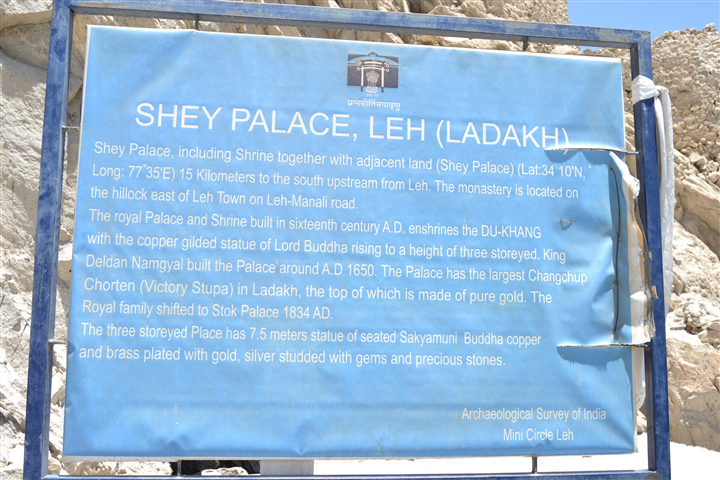 प्रत्नकीर्तिमपावृणु
SHEY PALACE, LEH (LADAKH)
Shey Palace, including Shrine together with adjacent land (Shey Palace) (Lat:34 10'N,
Long: 77°35'E) 15 Kilometers to the south upstream from Leh. The monastery is located on
the hillock east of Leh Town on Leh-Manali road.
The royal Palace and Shrine built in sixteenth century A.D. enshrines the DU-KHANG
with the copper gilded statue of Lord Buddha rising to a height of three storeyed. King
Deldan Namgyal built the Palace around A.D 1650. The Palace has the largest Changchup
Chorten (Victory Stupa) in Ladakh, the top of which is made of pure gold. The
Royal family shifted to Stok Palace 1834 AD.
The three storeyed Place has 7.5 meters statue of seated Sakyamuni Buddha copper
and brass plated with gold, silver studded with gems and precious stones.
Archaeological Survey of India
Mini Circle Leh